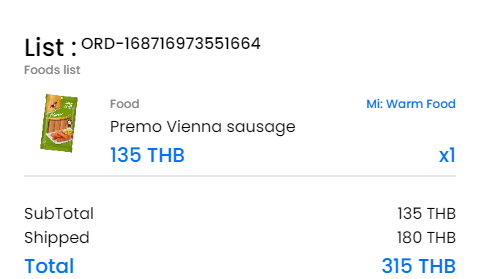 List : ORD-168716973551664
Foods list
Food
Mi: Warm Food
Premo Vienna sausage
135 THB
x1
SubTotal
135 THB
Shipped
180 THB
Total
315 THB